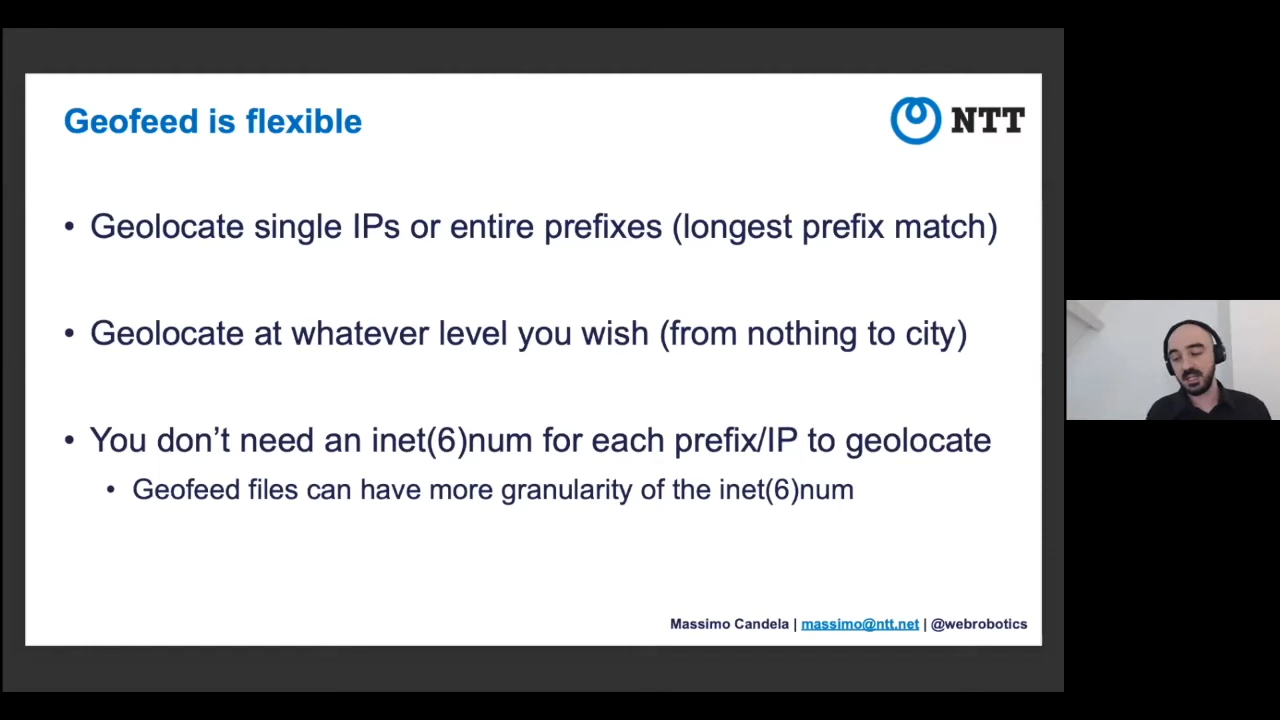 Geofeed is flexible
NTT
• Geolocate single IPs or entire prefixes (longest prefix match)
• Geolocate at whatever level you wish (from nothing to city)
• You don’t need an inet(6)num for each prefix/IP to geolocate
• Geofeed files can have more granularity of the inet(6)num
Massimo Candela | massimo@ntt.net | @webrobotics